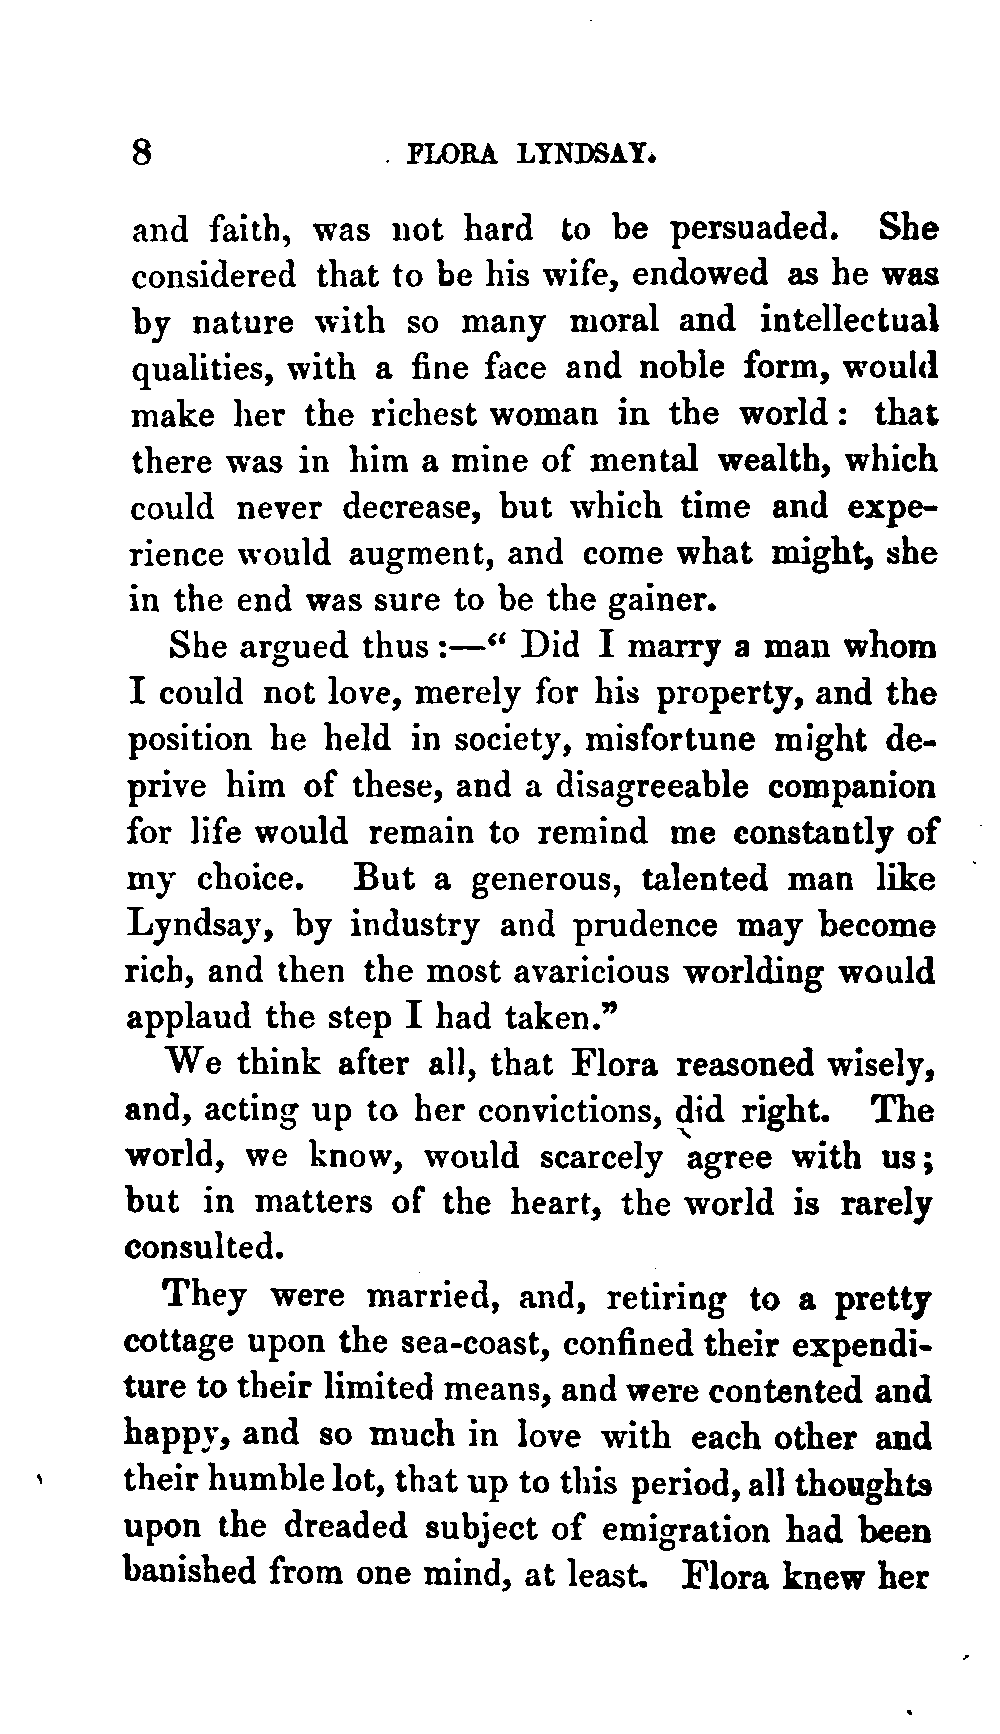 8 FLORA LYNDSAY.
and faith, was not hard to be persuaded. She
considered that to be his wife, endowed as he was
by nature with so many moral and intellectual
qualities, with a fine face and noble form, would
make her the richest woman in the world : that
there was in him a mine of mental wealth, which
could never decrease, but which time and expe-
rience would augment, and come what might, she
in the end was sure to be the gainer.
She argued thus :—“ Did I marry a man whom
I could not love, merely for his property, and the
position he held in society, misfortune might de-
prive him of these, and a disagreeable companion
for life would remain to remind me constantly of
my choice. But a generous, talented man like
Lyndsay, by industry and prudence may become
rich, and then the most avaricious worlding would
applaud the step I had taken.”
We think after all, that Flora reasoned wisely,
and, acting up to her convictions, did right. The
world, we know, would scarcely agree with us;
but in matters of the heart, the world is rarely
consulted.
They were married, and, retiring to a pretty
cottage upon the sea-coast, confined their expendi-
ture to their limited means, and were contented and
happy, and so much in love with each other and
their humble lot, that up to this period, all thoughts
upon the dreaded subject of emigration had been
banished from one mind, at least. Flora knew her